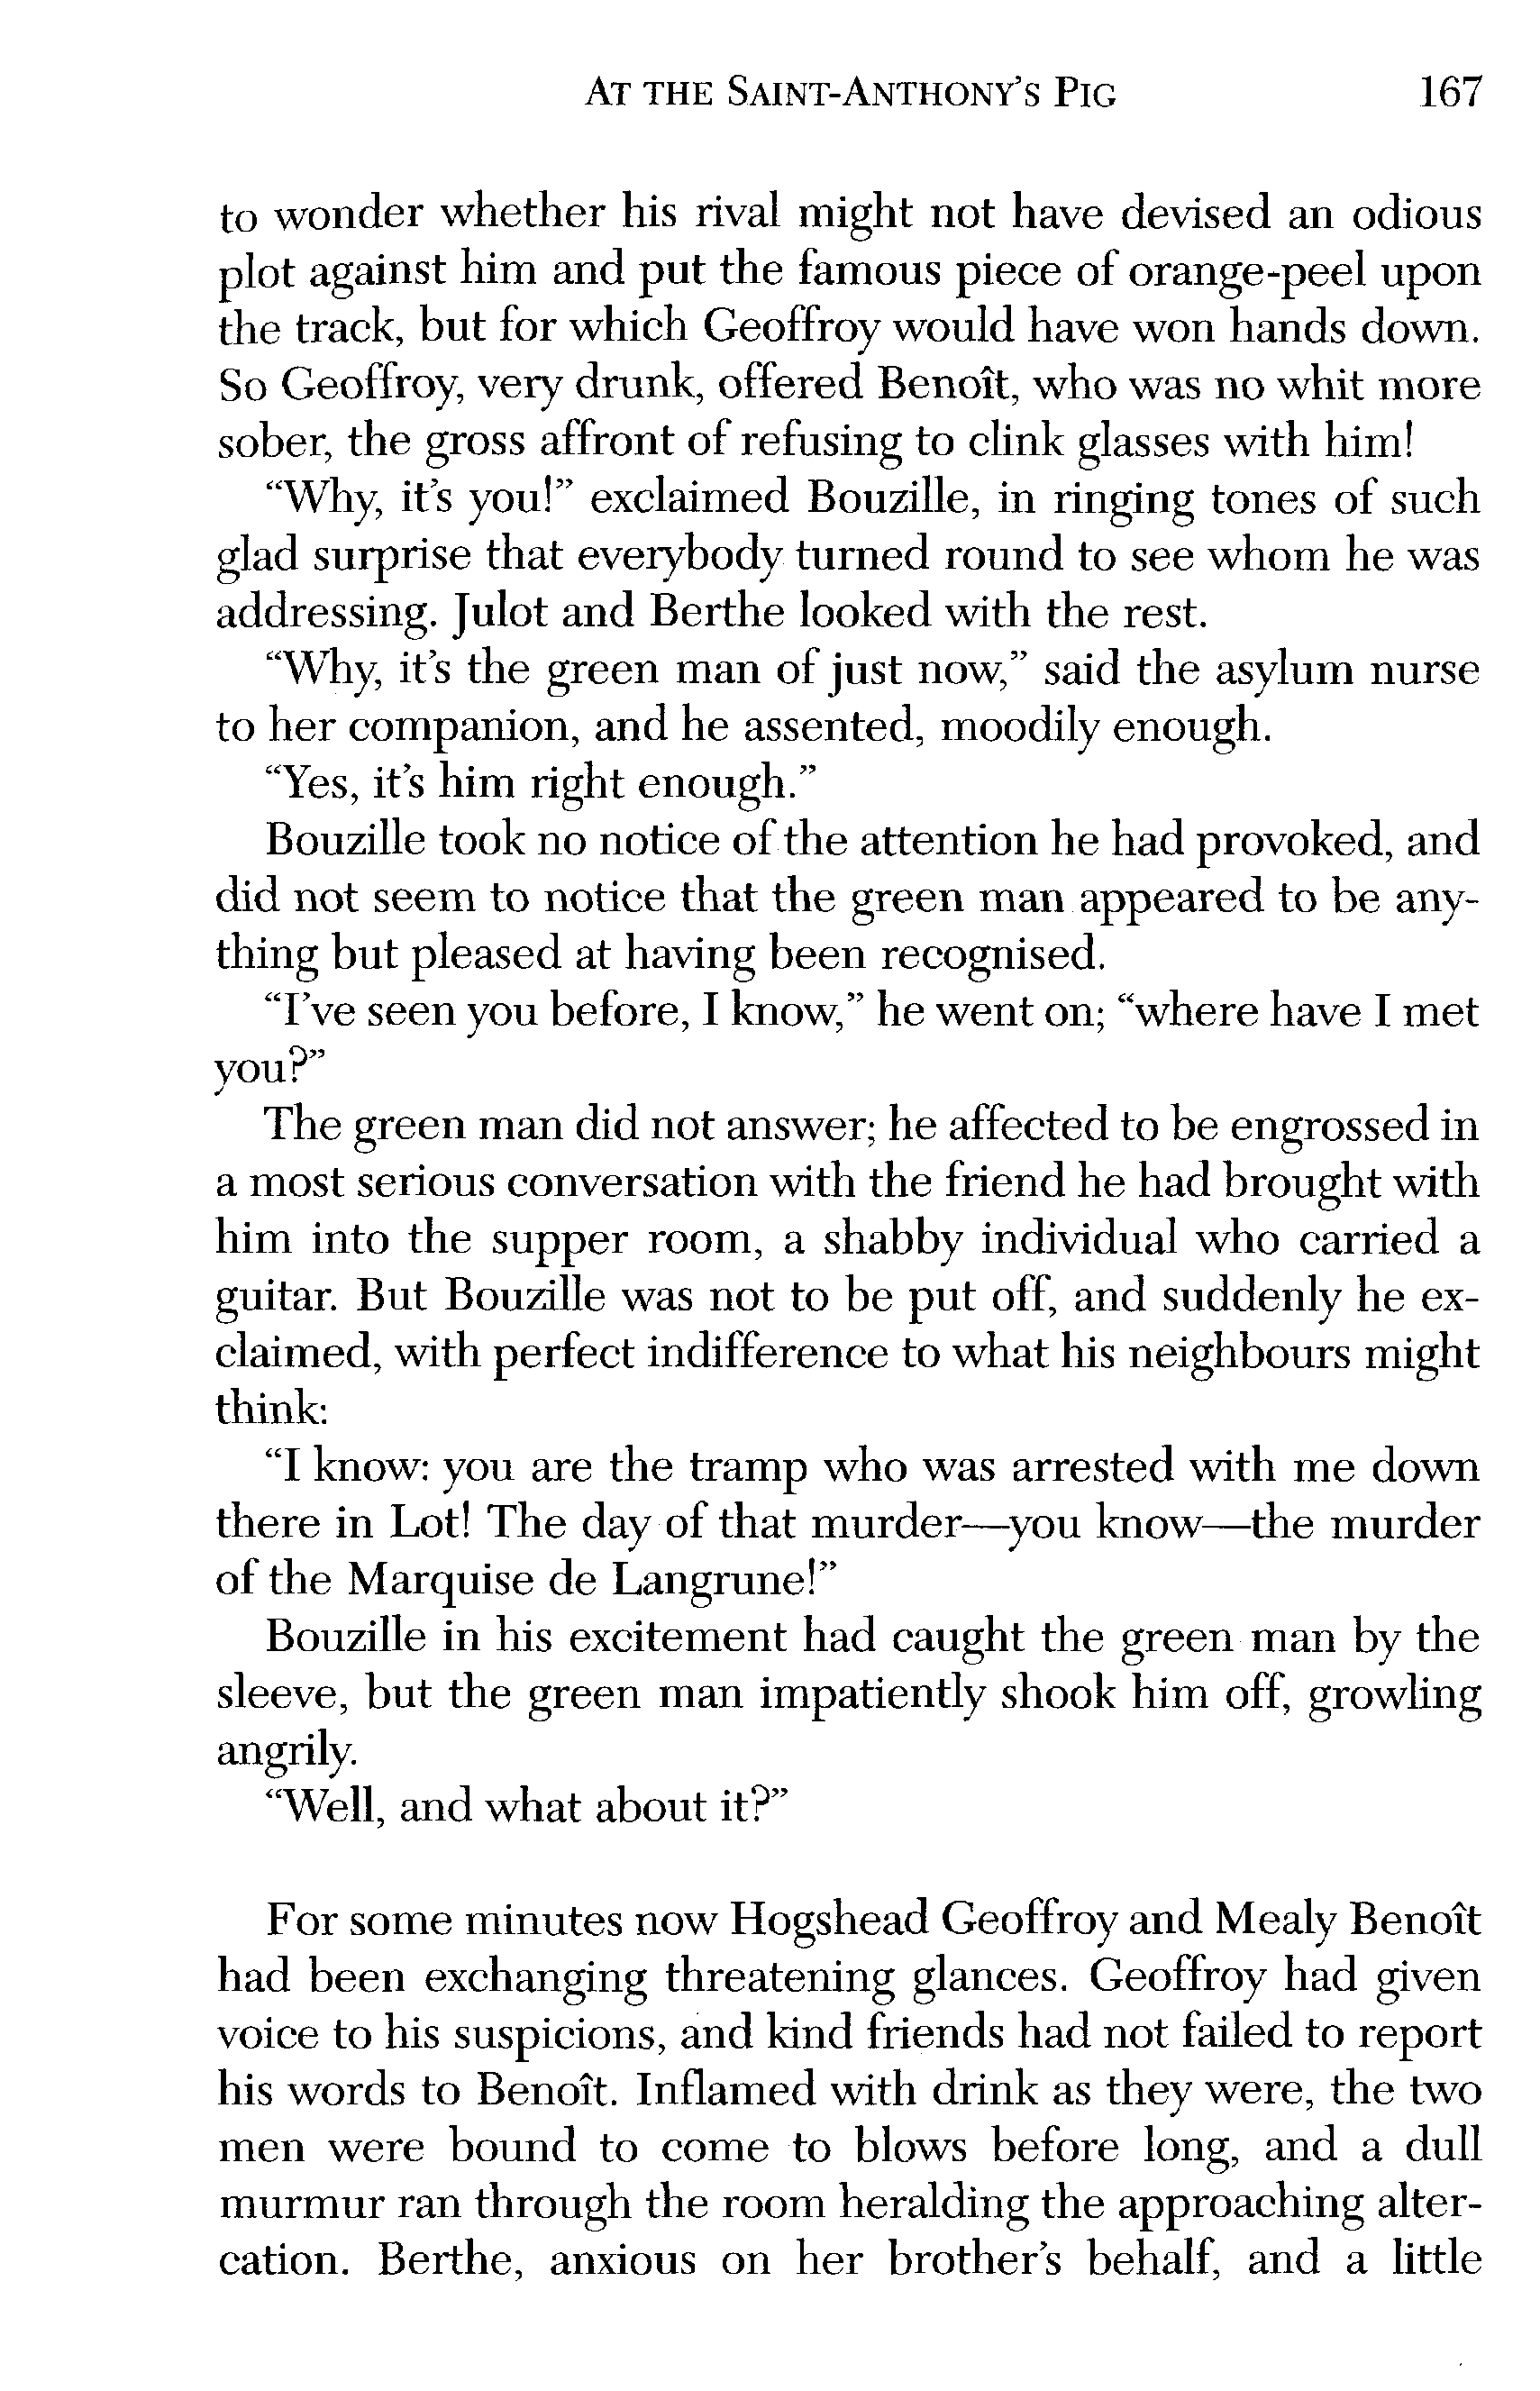 AT THE SAINT-ANTHONY’S PIG 167
to wonder whether his rival might not have devised an odious
plot against him and put the famous piece of orange-peel upon
the track, but for which Geoffroy would have won hands down.
So Geoffroy, very drunk, offered Benoît, who was no whit more
sober, the gross affront of refusing to clink glasses with him!
“Why, it’s you!” exclaimed Bouzille, in ringing tones of such
glad surprise that everybody turned round to see whom he was
addressing. Julot and Berthe looked with the rest.
“Why, it’s the green man of just now,” said the asylum nurse
to her companion, and he assented, moodily enough.
“Yes, it’s him right enough.”
Bouzille took no notice of the attention he had provoked, and
did not seem to notice that the green man appeared to be any-
thing but pleased at having been recognised.
“I’ve seen you before, I know,” he went on; “where have I met
you?”
The green man did not answer; he affected to be engrossed in
a most serious conversation with the friend he had brought with
him into the supper room, a shabby individual who carried a
guitar. But Bouzille was not to be put off, and suddenly he ex-
claimed, with perfect indifference to what his neighbours might
think:
“I know: you are the tramp who was arrested with me down
there in Lot! The day of that murder—you know—the murder
of the Marquise de Langrune!”
Bouzille in his excitement had caught the green man by the
sleeve, but the green man impatiently shook him off, growling
angrily.
“Well, and what about it?”
For some minutes now Hogshead Geoffroy and Mealy Benoît
had been exchanging threatening glances. Geoffroy had given
voice to his suspicions, and kind friends had not failed to report
his words to Benoît. Inflamed with drink as they were, the two
men were bound to come to blows before long, and a dull
murmur ran through the room heralding the approaching alter-
cation. Berthe, anxious on her brother’s behalf, and a little